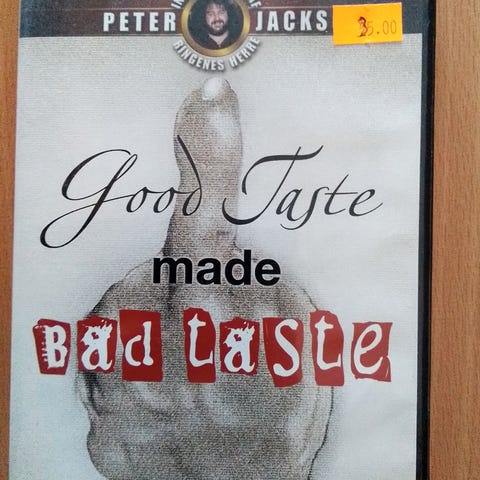 PETER JACKS
RINGENES HERRE
35.00
Good Taste
made
Bad taste